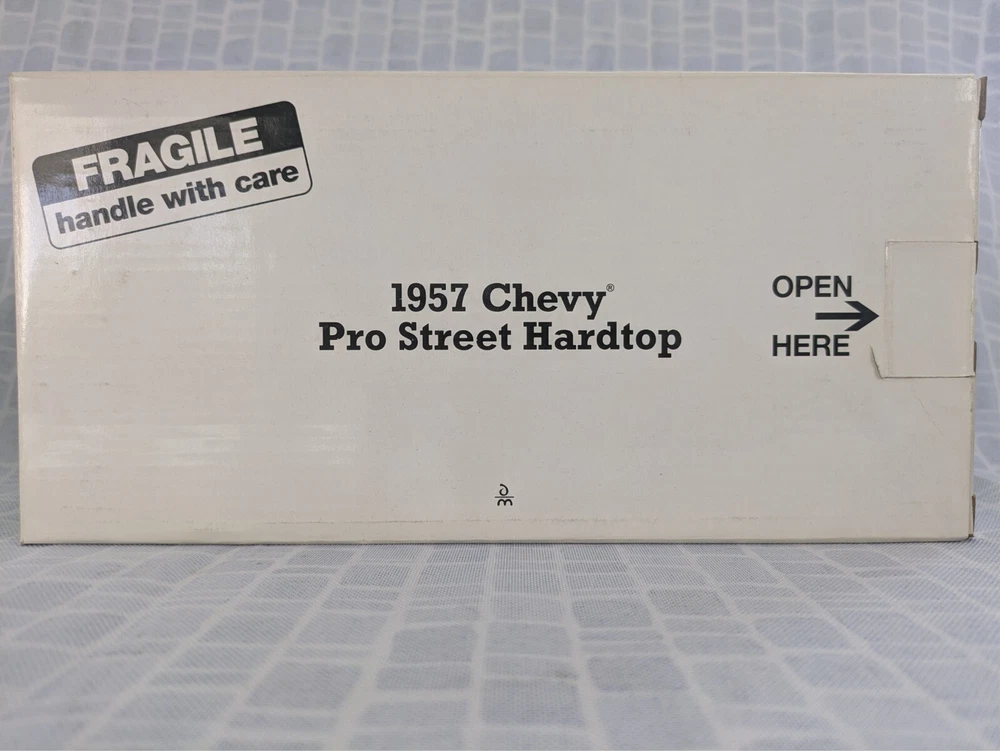 FRAGILE
handle with care
1957 Chevy®
Pro Street Hardtop
OPEN
HERE